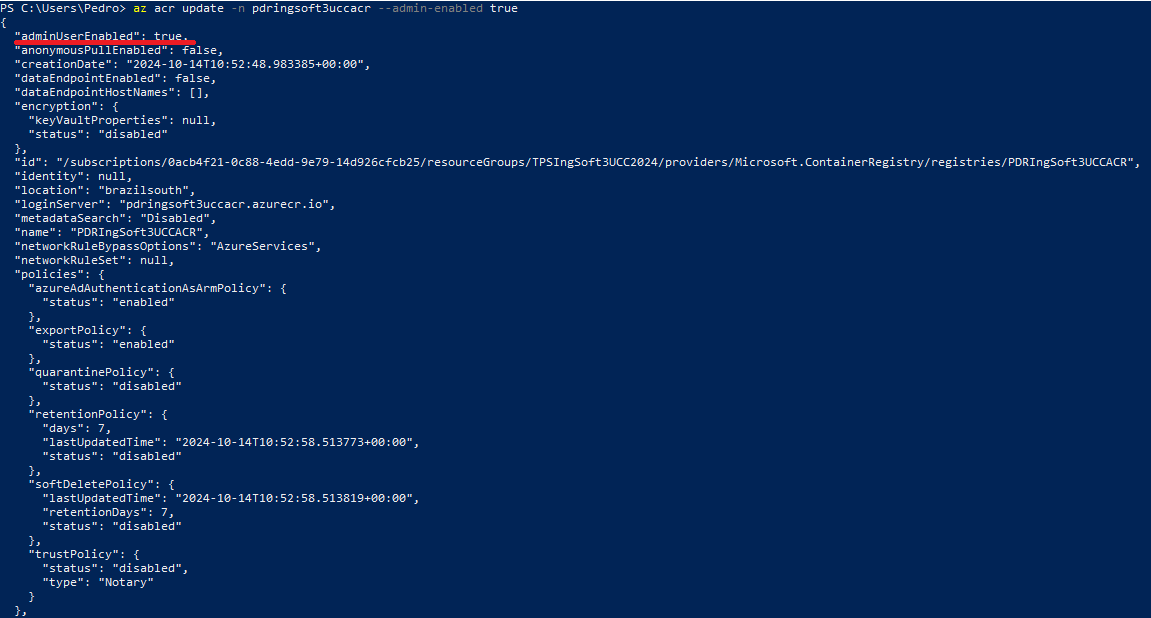 PS C:\Users\Pedro> az acr update -n pdringsoft3uccacr --admin-enabled true
{
  "adminUserEnabled": true,
  "anonymousPullEnabled": false,
  "creationDate": "2024-10-14T10:52:48.983385+00:00",
  "dataEndpointEnabled": false,
  "dataEndpointHostNames": [],
  "encryption": {
    "keyVaultProperties": null,
    "status": "disabled"
  },
  "id": "/subscriptions/0acb4f21-0c88-4edd-9e79-14d926cfcb25/resourceGroups/TPSIngSoft3UCC2024/providers/Microsoft.ContainerRegistry/registries/PDRIngSoft3UCCACR",
  "identity": null,
  "location": "brazilsouth",
  "loginServer": "pdringsoft3uccacr.azurecr.io",
  "metadataSearch": "Disabled",
  "name": "PDRIngSoft3UCCACR",
  "networkRuleBypassOptions": "AzureServices",
  "networkRuleSet": null,
  "policies": {
    "azureAdAuthenticationAsArmPolicy": {
      "status": "enabled"
    },
    "exportPolicy": {
      "status": "enabled"
    },
    "quarantinePolicy": {
      "status": "disabled"
    },
    "retentionPolicy": {
      "days": 7,
      "lastUpdatedTime": "2024-10-14T10:52:58.513773+00:00",
      "status": "disabled"
    },
    "softDeletePolicy": {
      "lastUpdatedTime": "2024-10-14T10:52:58.513819+00:00",
      "retentionDays": 7,
      "status": "disabled"
    },
    "trustPolicy": {
      "status": "disabled",
      "type": "Notary"
    }
  },